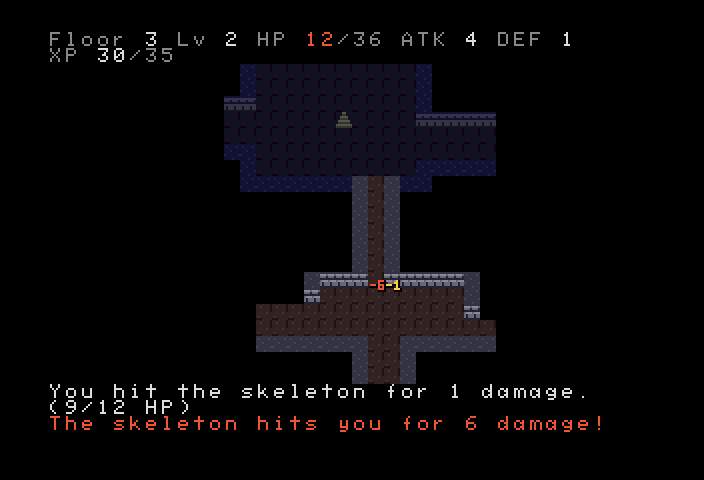 Floor 3 Lv 2 HP 12/36 ATK 4 DEF 1
XP 30/35
-6-1
You hit the skeleton for 1 damage.
(9/12 HP)
The skeleton hits you for 6 damage!